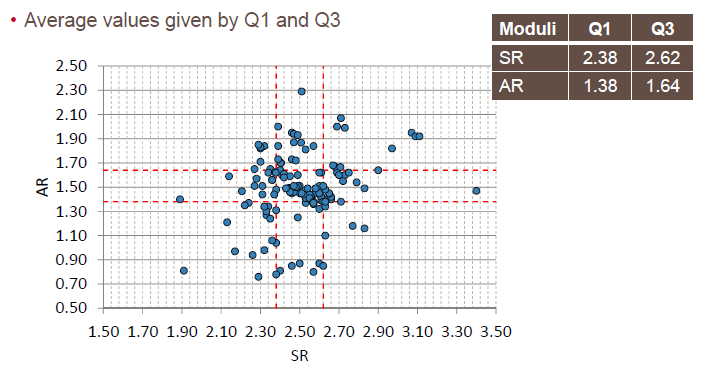 • Average values given by Q1 and Q3
Moduli Q1 Q3
SR 2.38 2.62
AR 1.38 1.64
2.50
2.30
2.10
1.90
1.70
1.50
1.30
1.10
0.90
0.70
0.50
AR
1.50 1.70 1.90 2.10 2.30 2.50 2.70 2.90 3.10 3.30 3.50
SR